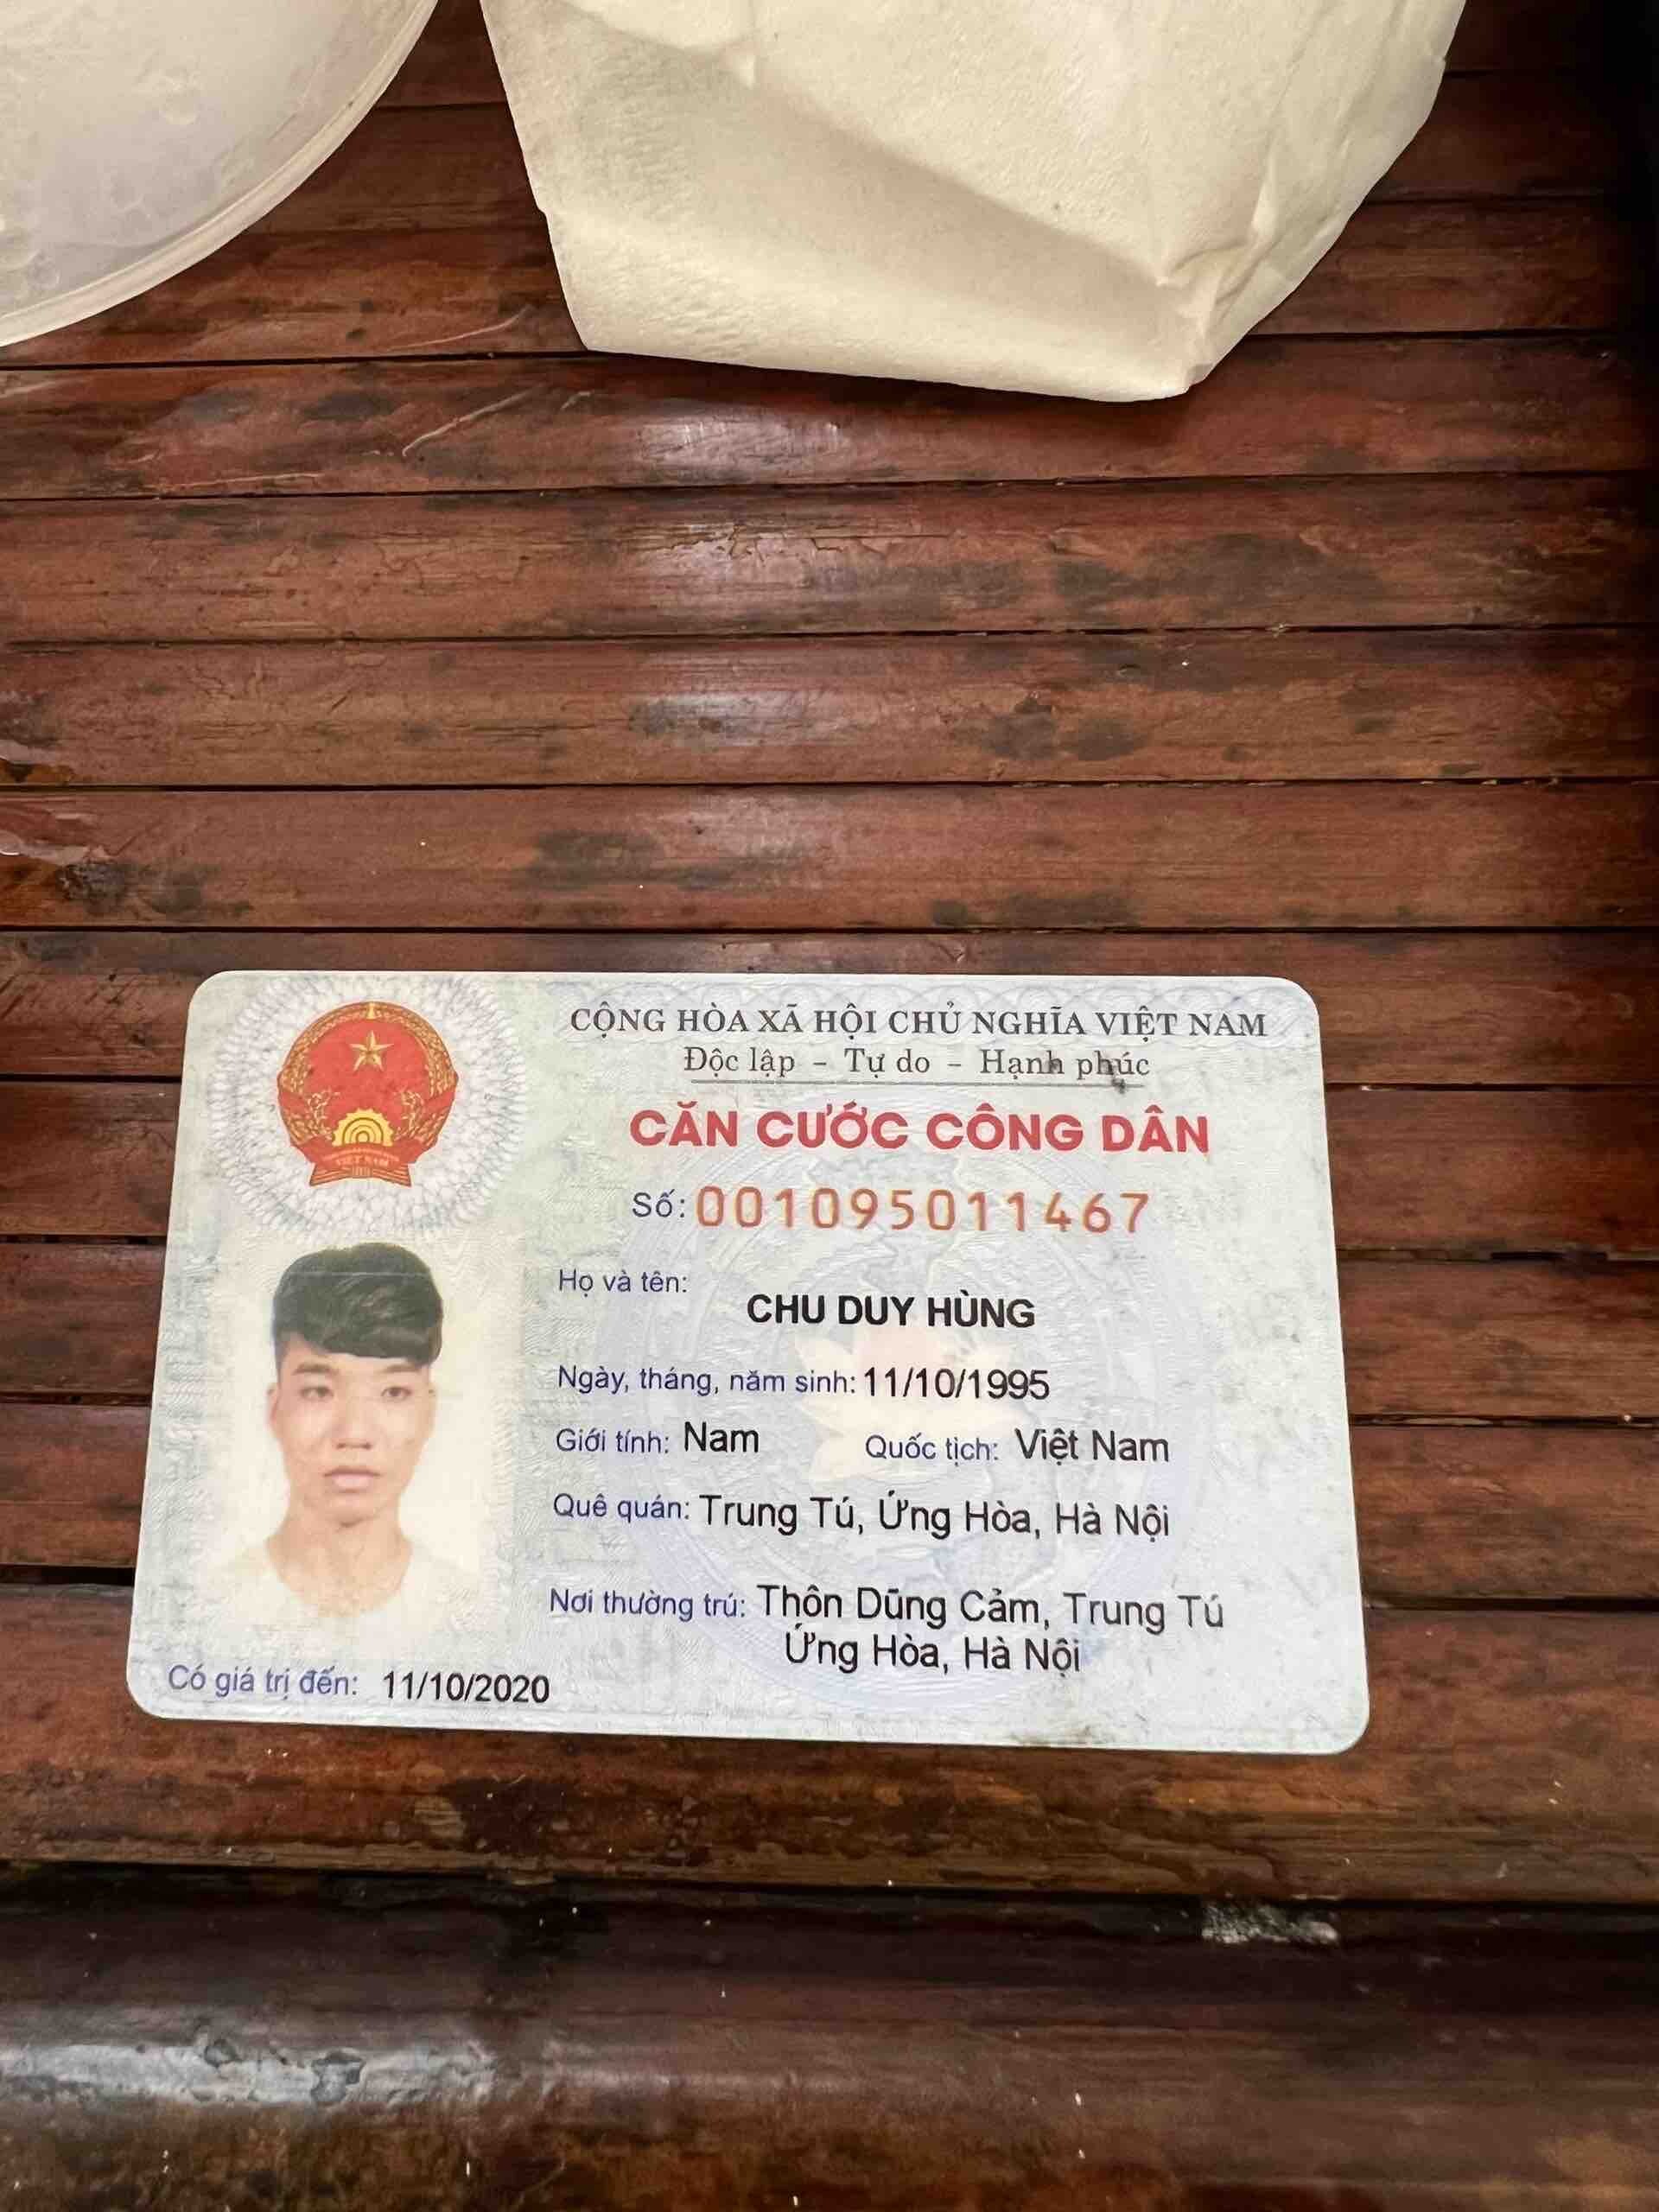 CỘNG HÒA XÃ HỘI CHỦ NGHĨA VIỆT NAM
Độc lập - Tự do - Hạnh phúc
CĂN CƯỚC CÔNG DÂN
Số: 001095011467
Họ và tên:
CHU DUY HÙNG
Ngày, tháng, năm sinh: 11/10/1995
Giới tính: Nam Quốc tịch: Việt Nam
Quê quán: Trung Tú, Ứng Hòa, Hà Nội
Nơi thường trú: Thôn Dũng Cảm, Trung Tú
Ứng Hòa, Hà Nội
Có giá trị đến: 11/10/2020
VIỆT NAM